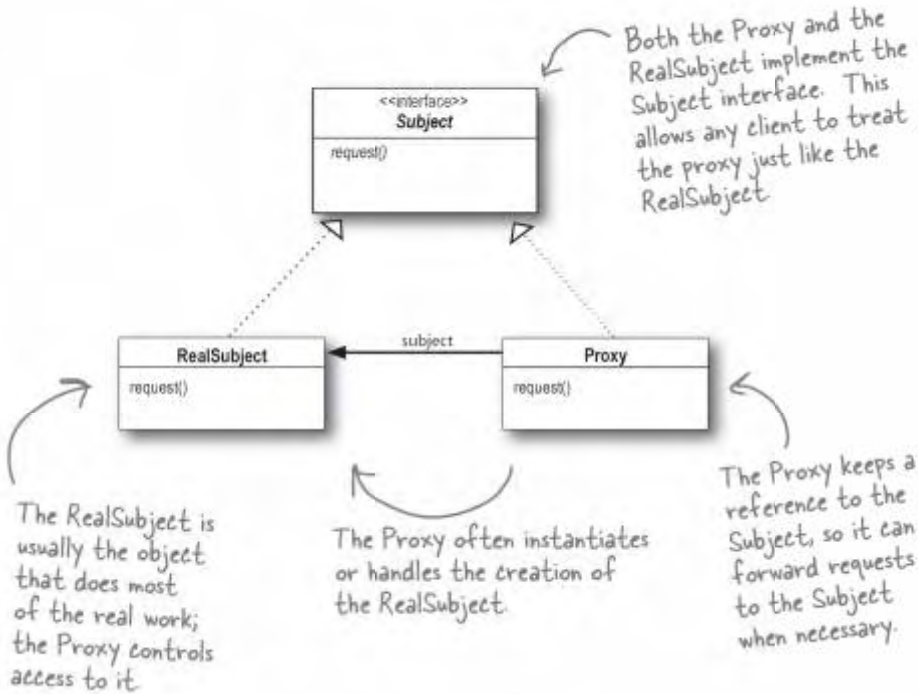 Both the Proxy and the
RealSubject implement the
Subject interface. This
allows any client to treat
the proxy just like the
RealSubject
<<interface>>
Subject
request()
RealSubject
request()
subject
Proxy
request()
The RealSubject is
usually the object
that does most
of the real work;
the Proxy controls
access to it.
The Proxy often instantiates
or handles the creation of
the RealSubject.
The Proxy keeps a
reference to the
Subject, so it can
forward requests
to the Subject
when necessary.